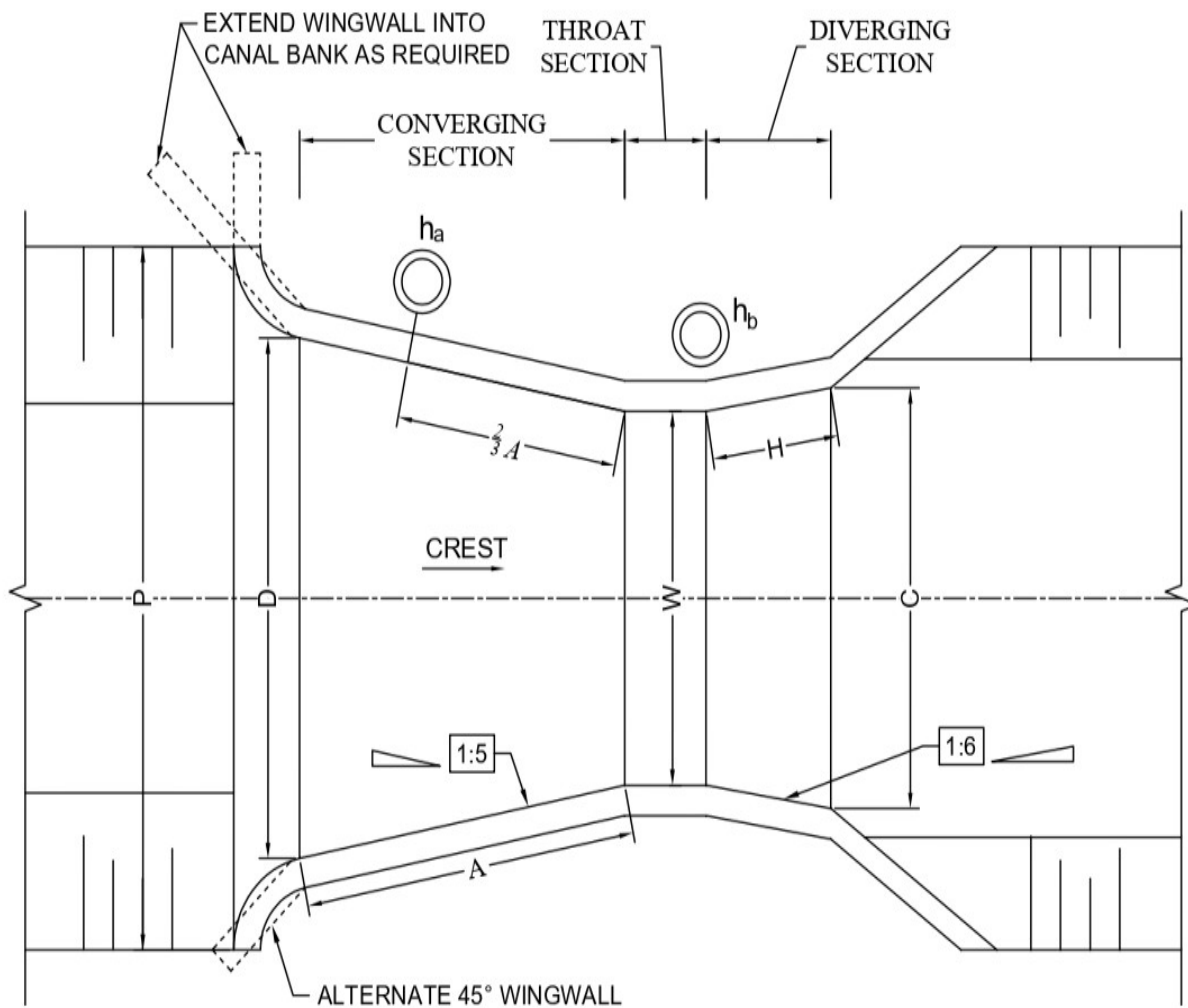 EXTEND WINGWALL INTO
CANAL BANK AS REQUIRED
THROAT
SECTION
DIVERGING
SECTION
CONVERGING
SECTION
hₐ
h_b
⅔ A
H
CREST
P
D
W
C
1:5
1:6
A
ALTERNATE 45° WINGWALL